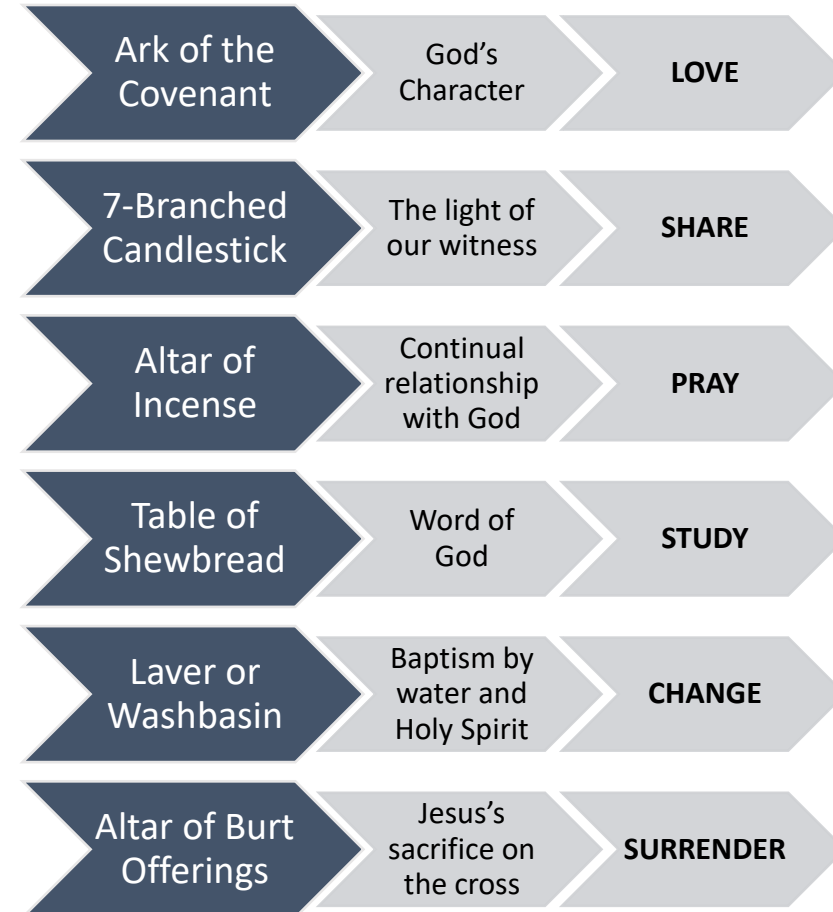 Ark of the
Covenant
God’s
Character
LOVE
7-Branched
Candlestick
The light of
our witness
SHARE
Altar of
Incense
Continual
relationship
with God
PRAY
Table of
Shewbread
Word of
God
STUDY
Laver or
Washbasin
Baptism by
water and
Holy Spirit
CHANGE
Altar of Burt
Offerings
Jesus’s
sacrifice on
the cross
SURRENDER